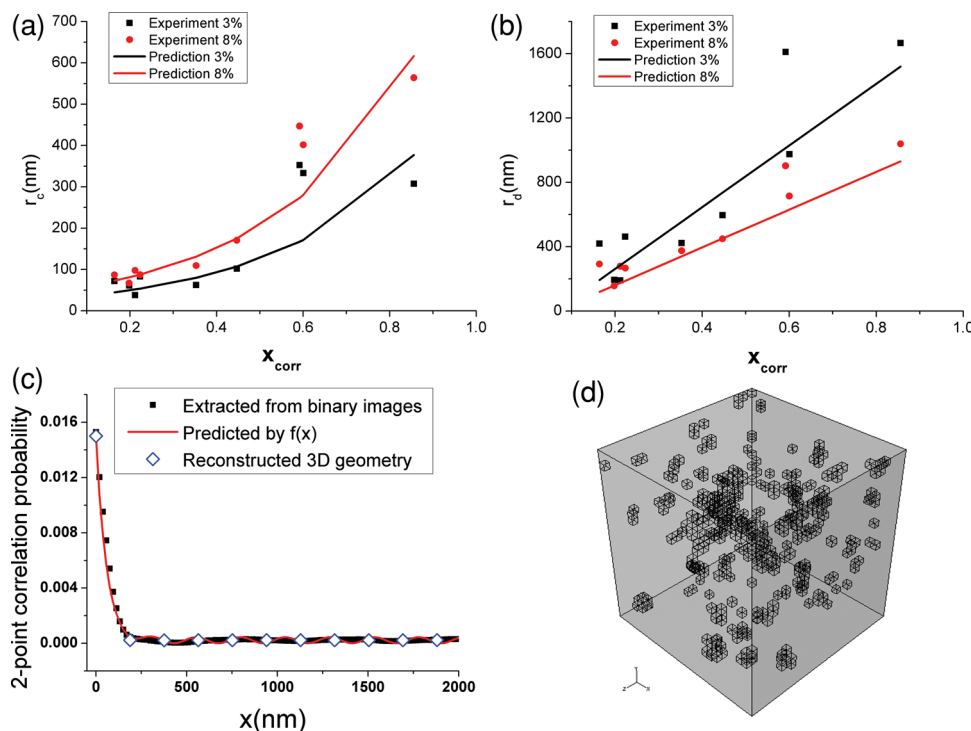 (a)
Experiment 3%
Experiment 8%
Prediction 3%
Prediction 8%
r_c(nm)
700
600
500
400
300
200
100
0
0.2
0.4
0.6
0.8
1.0
x_corr
(b)
Experiment 3%
Experiment 8%
Prediction 3%
Prediction 8%
r_d(nm)
1600
1200
800
400
0
0.2
0.4
0.6
0.8
1.0
x_corr
(c)
Extracted from binary images
Predicted by f(x)
Reconstructed 3D geometry
2-point correlation probability
0.016
0.012
0.008
0.004
0.000
0
500
1000
1500
2000
x(nm)
(d)
Y
Z
X